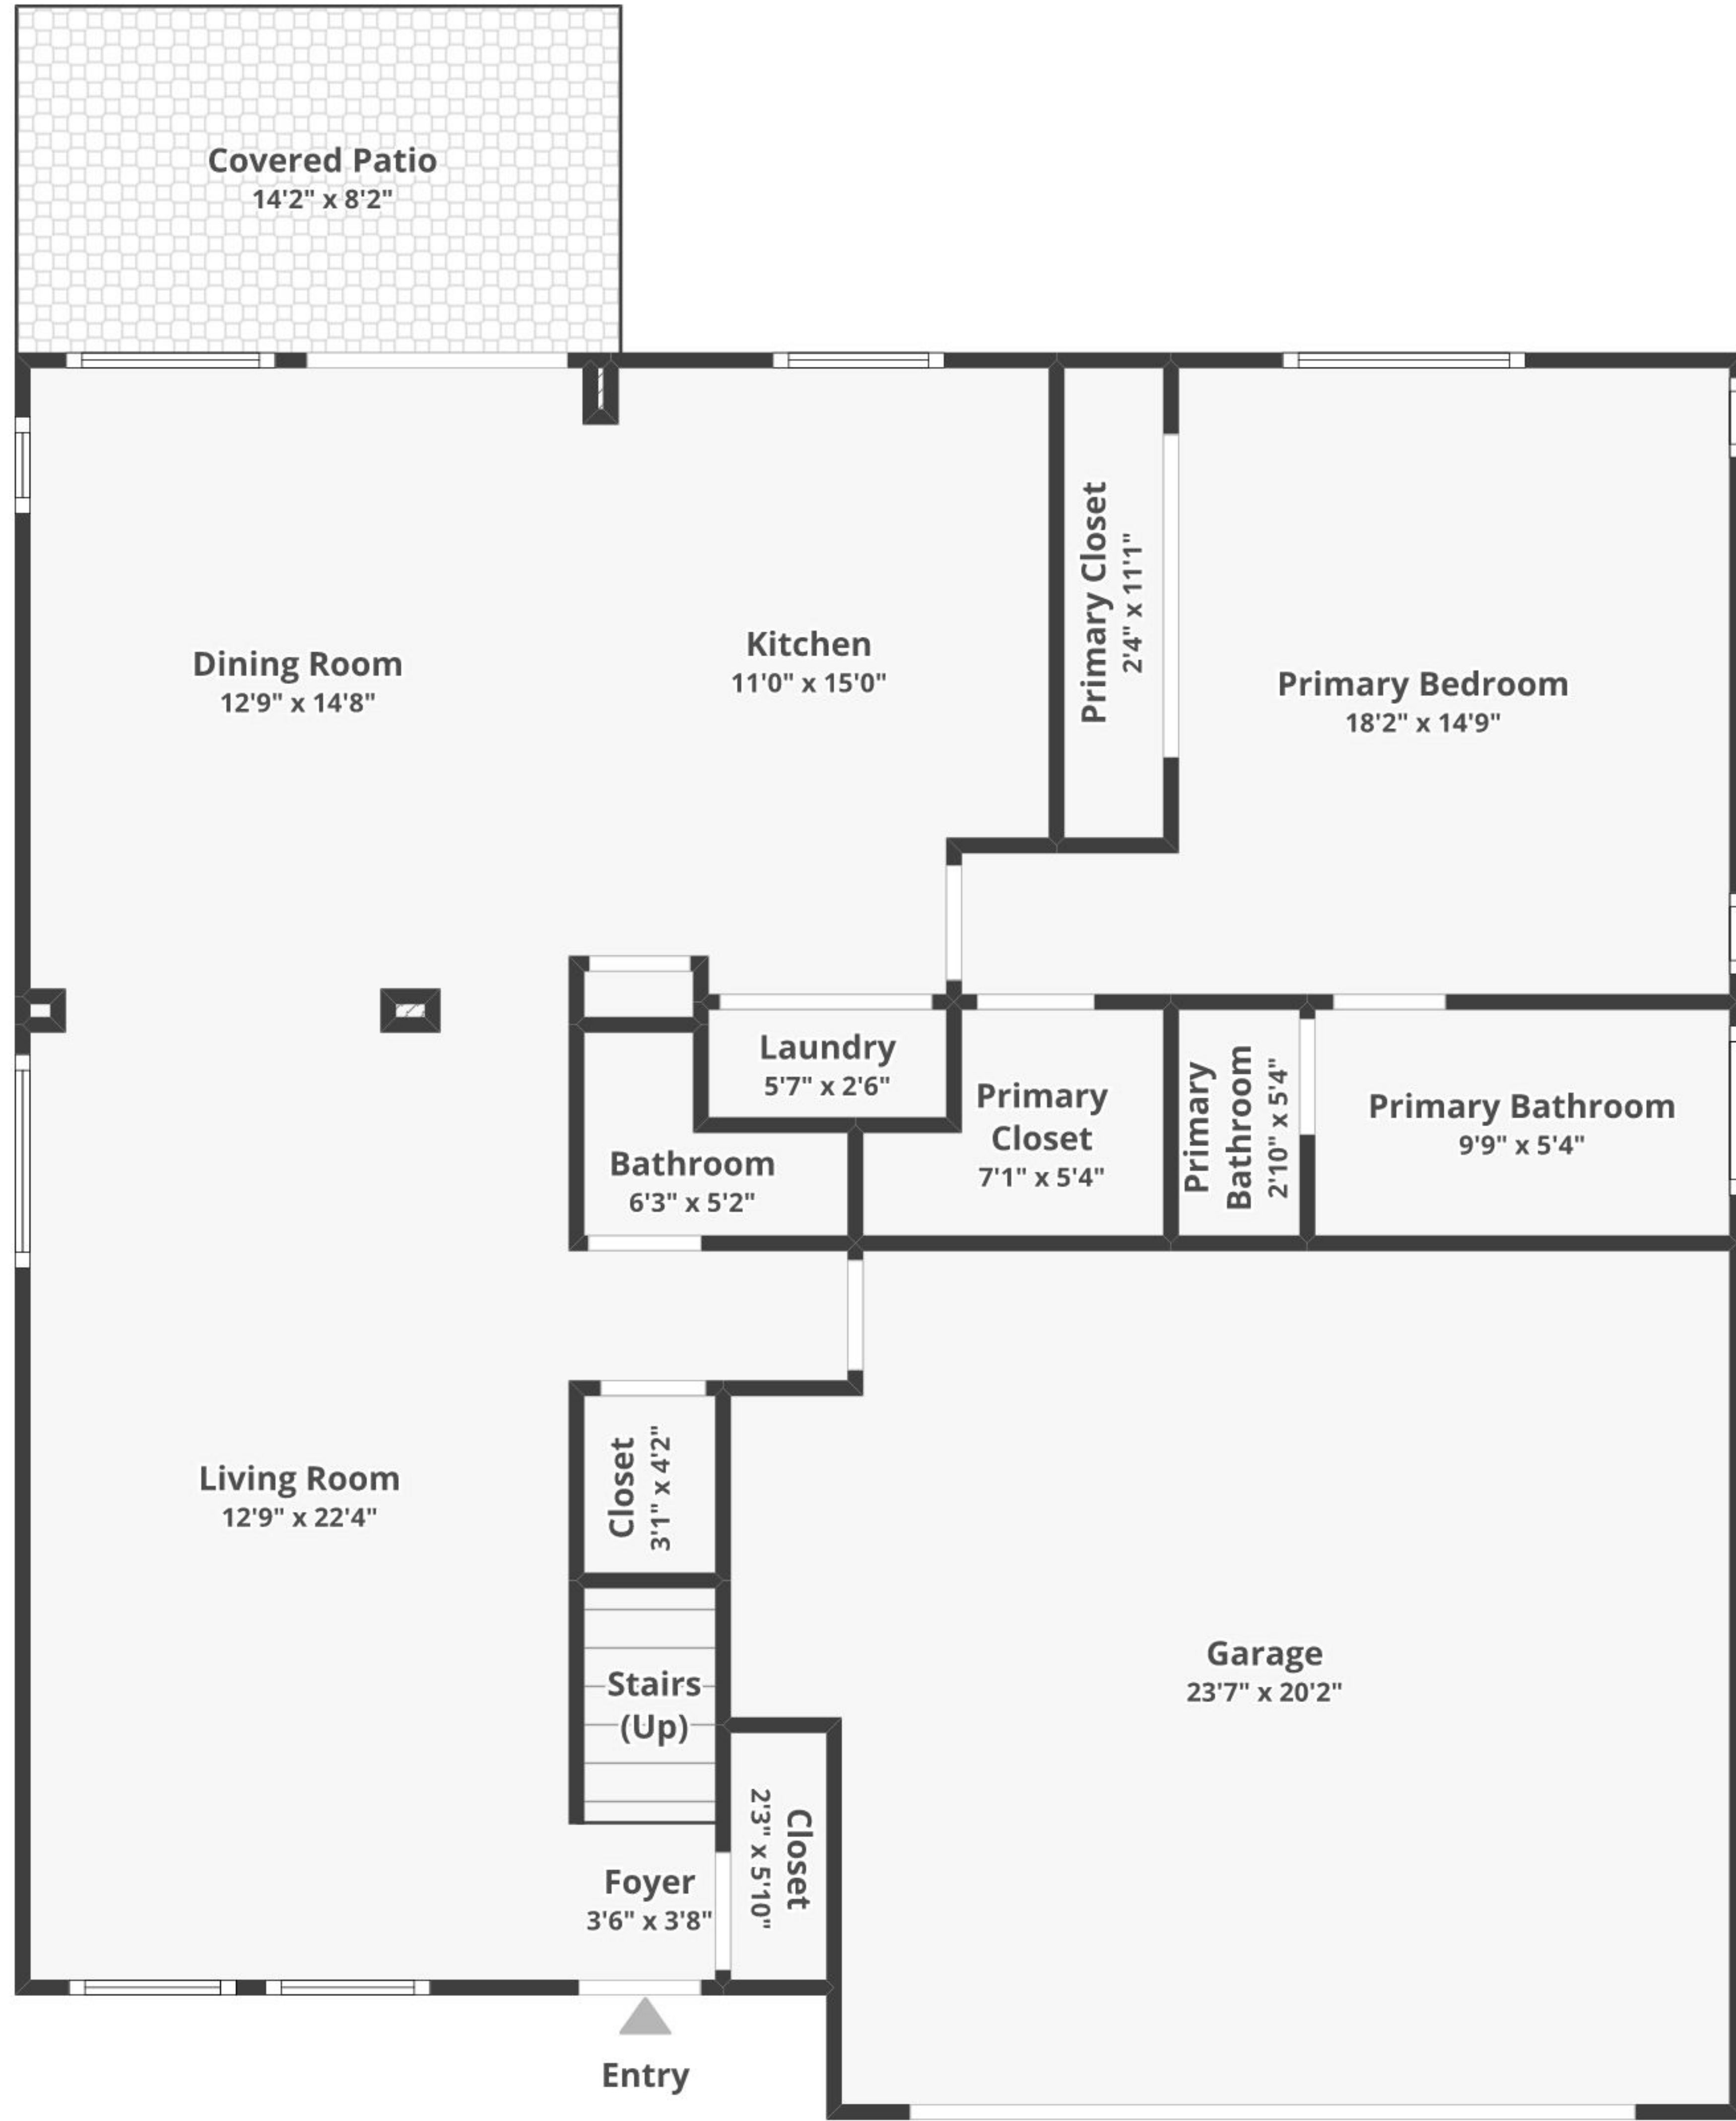 Covered Patio
14'2" x 8'2"
Dining Room
12'9" x 14'8"
Kitchen
11'0" x 15'0"
Primary Closet
2'4" x 11'1"
Primary Bedroom
18'2" x 14'9"
Laundry
5'7" x 2'6"
Primary
Closet
7'1" x 5'4"
Primary
Bathroom
2'10" x 5'4"
Primary Bathroom
9'9" x 5'4"
Bathroom
6'3" x 5'2"
Living Room
12'9" x 22'4"
Closet
3'1" x 4'2"
Stairs
(Up)
Garage
23'7" x 20'2"
Closet
2'3" x 5'10"
Foyer
3'6" x 3'8"
Entry